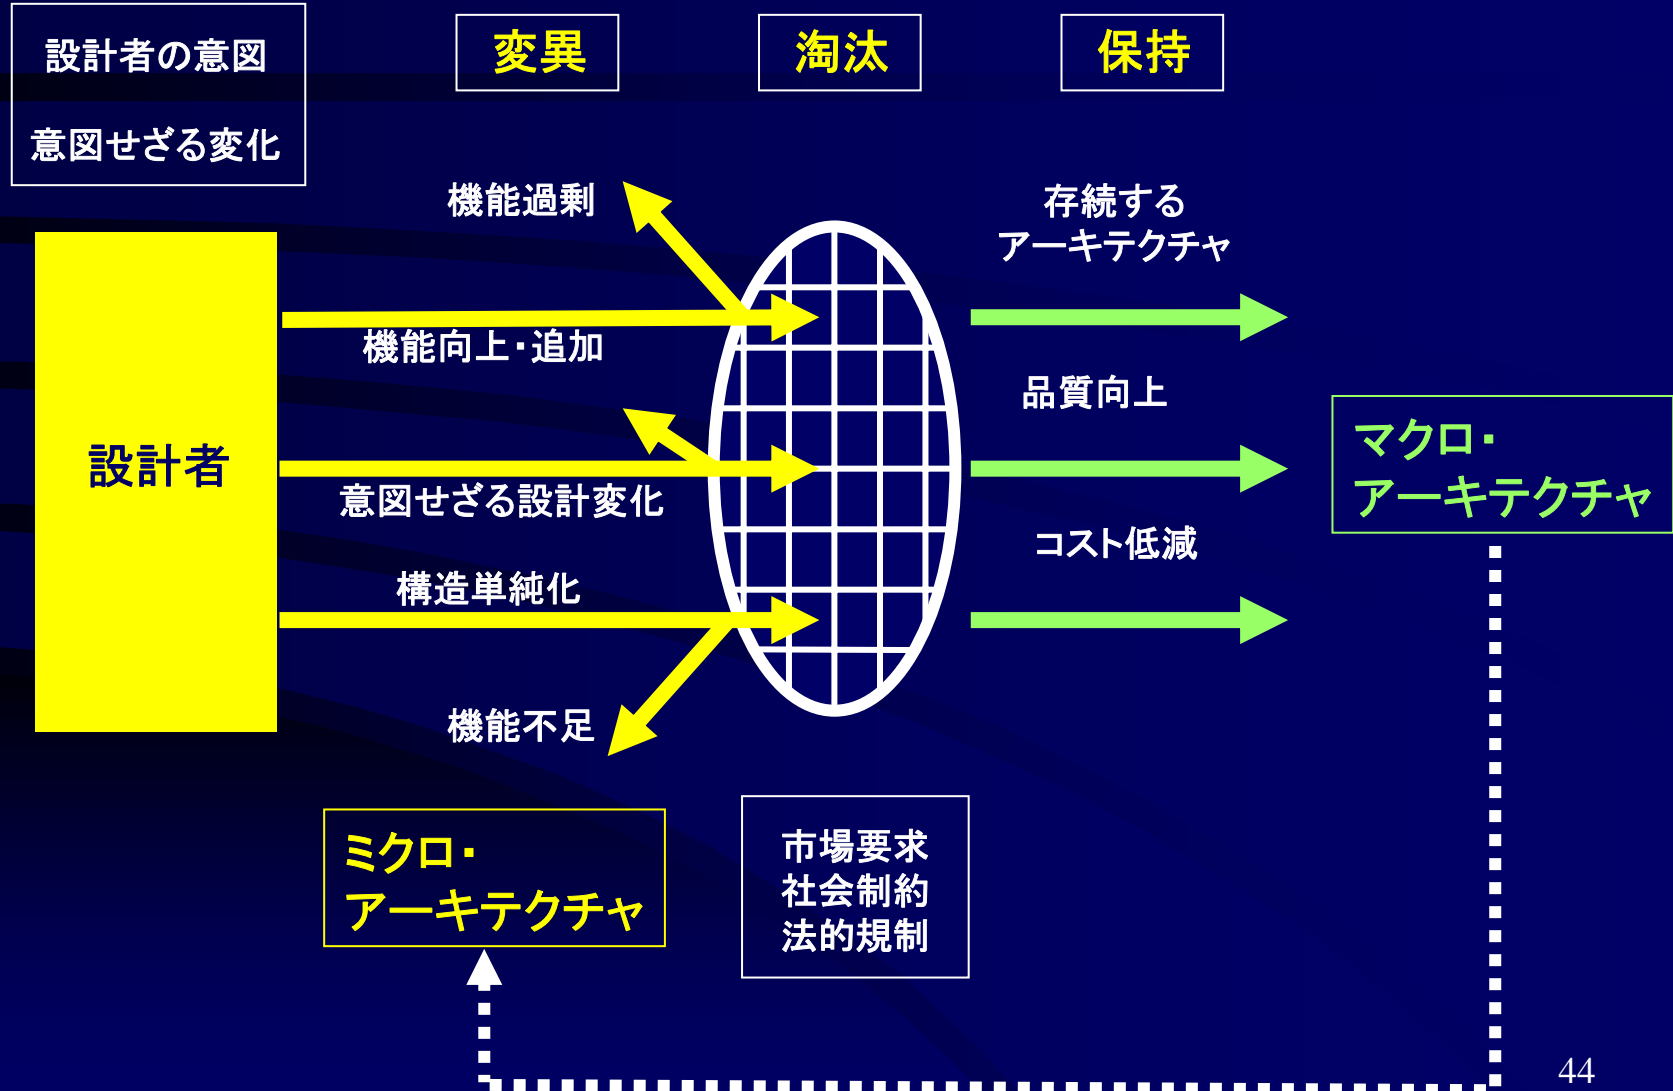 設計者の意図
意図せざる変化
変異
淘汰
保持
機能過剰
存続する
アーキテクチャ
機能向上・追加
品質向上
設計者
マクロ・
アーキテクチャ
意図せざる設計変化
コスト低減
構造単純化
機能不足
ミクロ・
アーキテクチャ
市場要求
社会制約
法的規制
44